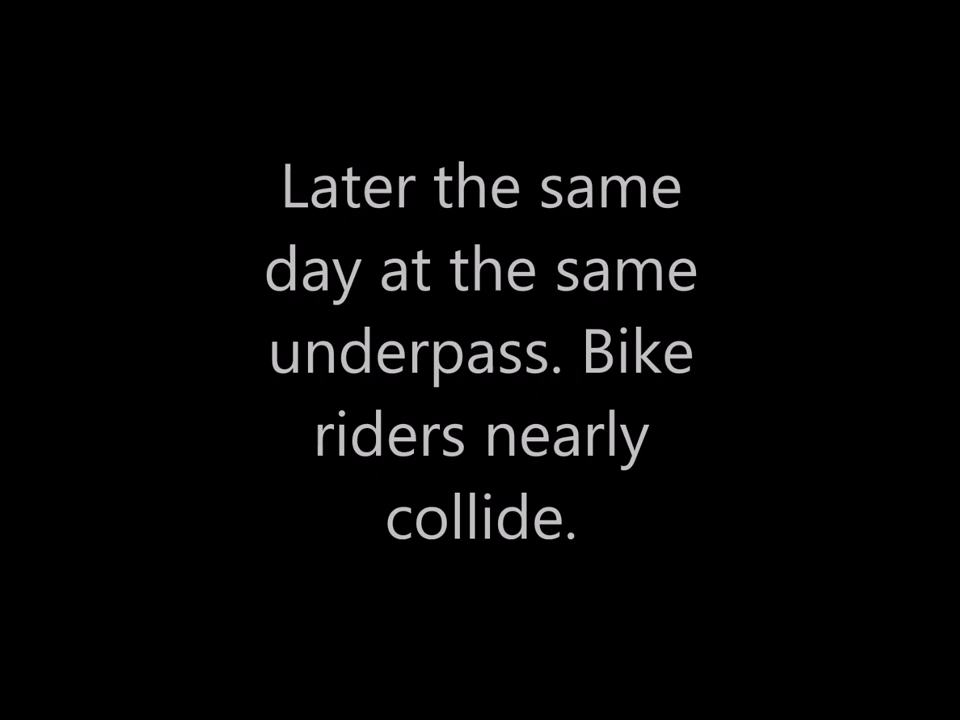 Later the same
day at the same
underpass. Bike
riders nearly
collide.